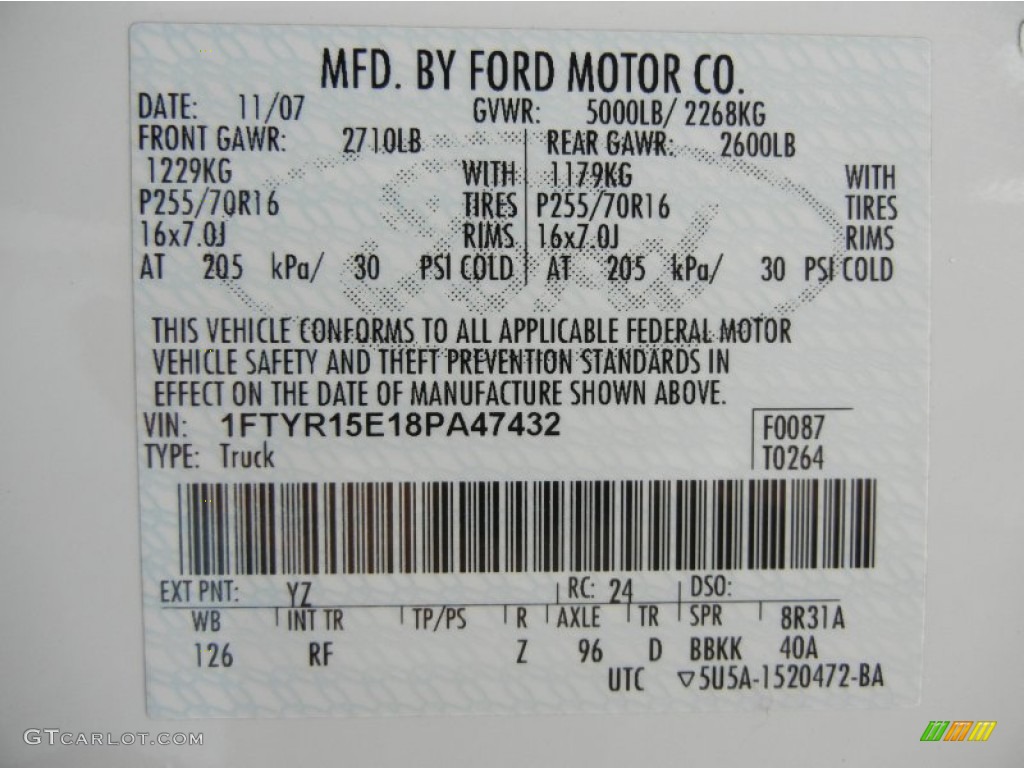 MFD. BY FORD MOTOR CO.
DATE: 11/07 GVWR: 5000LB/ 2268KG
FRONT GAWR: 2710LB REAR GAWR: 2600LB
1229KG WITH 1179KG WITH
P255/70R16 TIRES P255/70R16 TIRES
16x7.0J RIMS 16x7.0J RIMS
AT 205 kPa/ 30 PSI COLD AT 205 kPa/ 30 PSI COLD
THIS VEHICLE CONFORMS TO ALL APPLICABLE FEDERAL MOTOR
VEHICLE SAFETY AND THEFT PREVENTION STANDARDS IN
EFFECT ON THE DATE OF MANUFACTURE SHOWN ABOVE.
VIN: 1FTYR15E18PA47432 F0087
TYPE: Truck T0264
EXT PNT: YZ RC: 24 DSO:
WB INT TR TP/PS R AXLE TR SPR 8R31A
126 RF Z 96 D BBKK 40A
UTC ▽5U5A-1520472-BA
GTCARLOT.COM